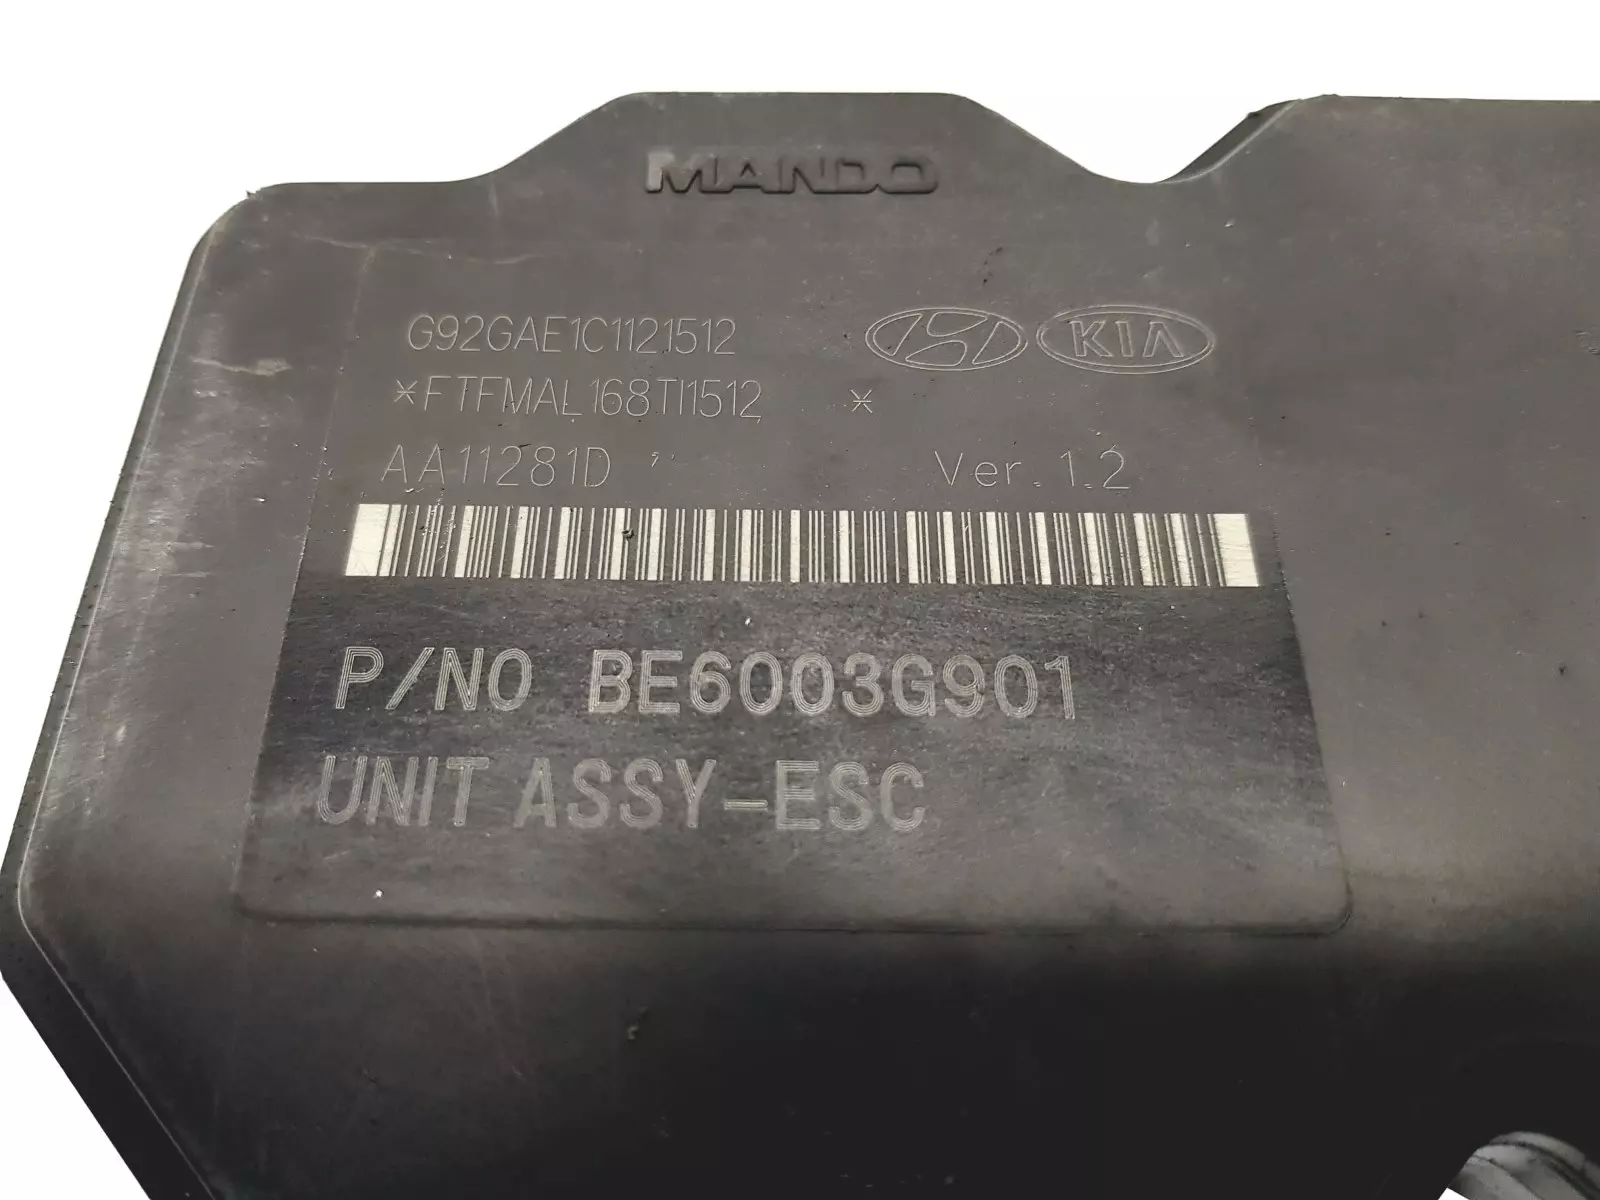 MANDO
G92GAE1C1121512
KIA
*FTFMAL168TI1512 *
AA11281D
Ver. 1.2
P/NO BE6003G901
UNIT ASSY-ESC